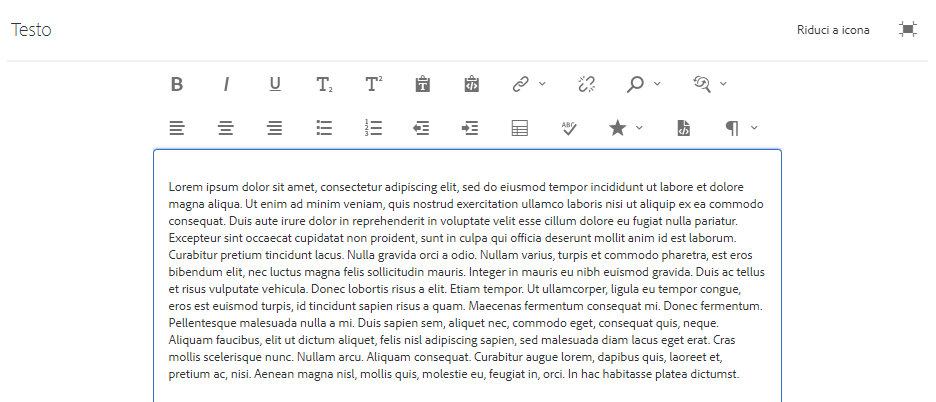 Testo
Riduci a icona
B I U T2 T2 T
123 ABC ¶
Lorem ipsum dolor sit amet, consectetur adipiscing elit, sed do eiusmod tempor incididunt ut labore et dolore
magna aliqua. Ut enim ad minim veniam, quis nostrud exercitation ullamco laboris nisi ut aliquip ex ea commodo
consequat. Duis aute irure dolor in reprehenderit in voluptate velit esse cillum dolore eu fugiat nulla pariatur.
Excepteur sint occaecat cupidatat non proident, sunt in culpa qui officia deserunt mollit anim id est laborum.
Curabitur pretium tincidunt lacus. Nulla gravida orci a odio. Nullam varius, turpis et commodo pharetra, est eros
bibendum elit, nec luctus magna felis sollicitudin mauris. Integer in mauris eu nibh euismod gravida. Duis ac tellus
et risus vulputate vehicula. Donec lobortis risus a elit. Etiam tempor. Ut ullamcorper, ligula eu tempor congue,
eros est euismod turpis, id tincidunt sapien risus a quam. Maecenas fermentum consequat mi. Donec fermentum.
Pellentesque malesuada nulla a mi. Duis sapien sem, aliquet nec, commodo eget, consequat quis, neque.
Aliquam faucibus, elit ut dictum aliquet, felis nisl adipiscing sapien, sed malesuada diam lacus eget erat. Cras
mollis scelerisque nunc. Nullam arcu. Aliquam consequat. Curabitur augue lorem, dapibus quis, laoreet et,
pretium ac, nisi. Aenean magna nisl, mollis quis, molestie eu, feugiat in, orci. In hac habitasse platea dictumst.